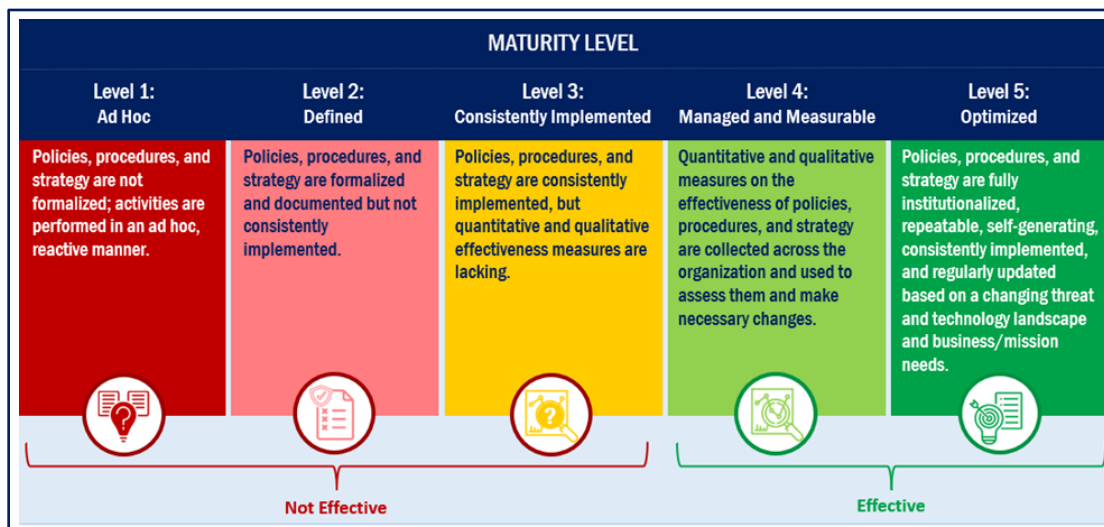 MATURITY LEVEL
Level 1:
Ad Hoc
Level 2:
Defined
Level 3:
Consistently Implemented
Level 4:
Managed and Measurable
Level 5:
Optimized
Policies, procedures, and
strategy are not
formalized; activities are
performed in an ad hoc,
reactive manner.
Policies, procedures, and
strategy are formalized
and documented but not
consistently
implemented.
Policies, procedures, and
strategy are consistently
implemented, but
quantitative and qualitative
effectiveness measures are
lacking.
Quantitative and qualitative
measures on the
effectiveness of policies,
procedures, and strategy
are collected across the
organization and used to
assess them and make
necessary changes.
Policies, procedures, and
strategy are fully
institutionalized,
repeatable, self-generating,
consistently implemented,
and regularly updated
based on a changing threat
and technology landscape
and business/mission
needs.
Not Effective
Effective